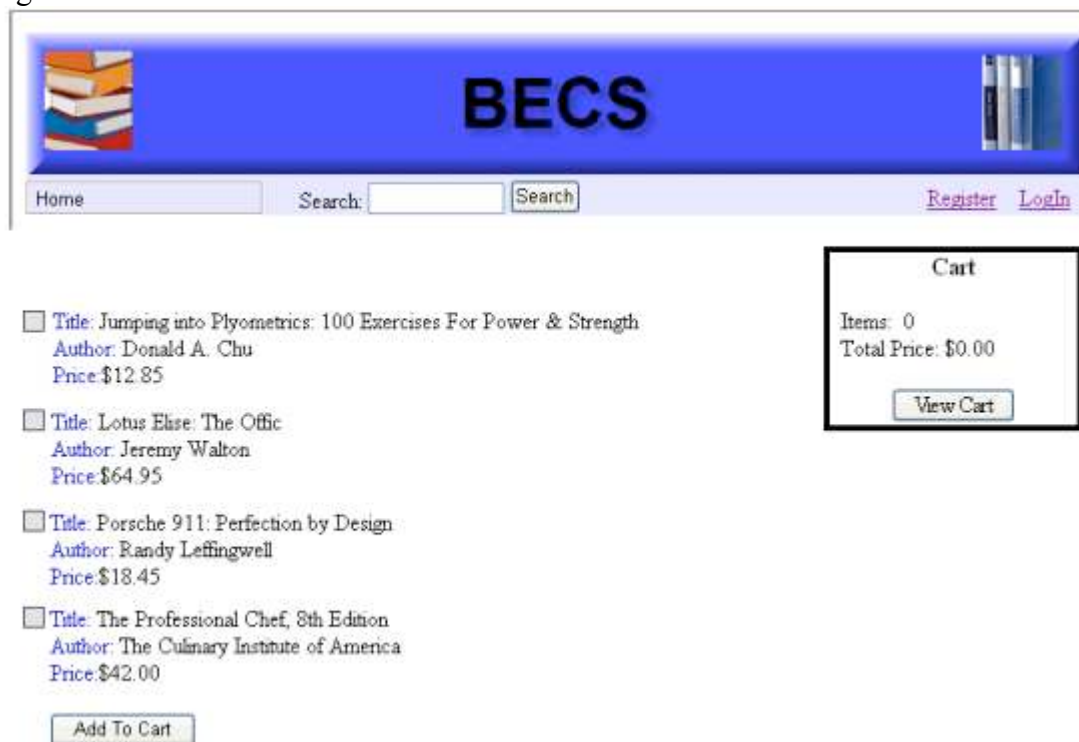 BECS
Home Search: Search Register LogIn
Cart
Items: 0
Total Price: $0.00
View Cart
Title: Jumping into Plyometrics: 100 Exercises For Power & Strength
Author: Donald A. Chu
Price:$12.85
Title: Lotus Elise: The Offic
Author: Jeremy Walton
Price:$64.95
Title: Porsche 911: Perfection by Design
Author: Randy Leffingwell
Price:$18.45
Title: The Professional Chef, 8th Edition
Author: The Culinary Institute of America
Price:$42.00
Add To Cart